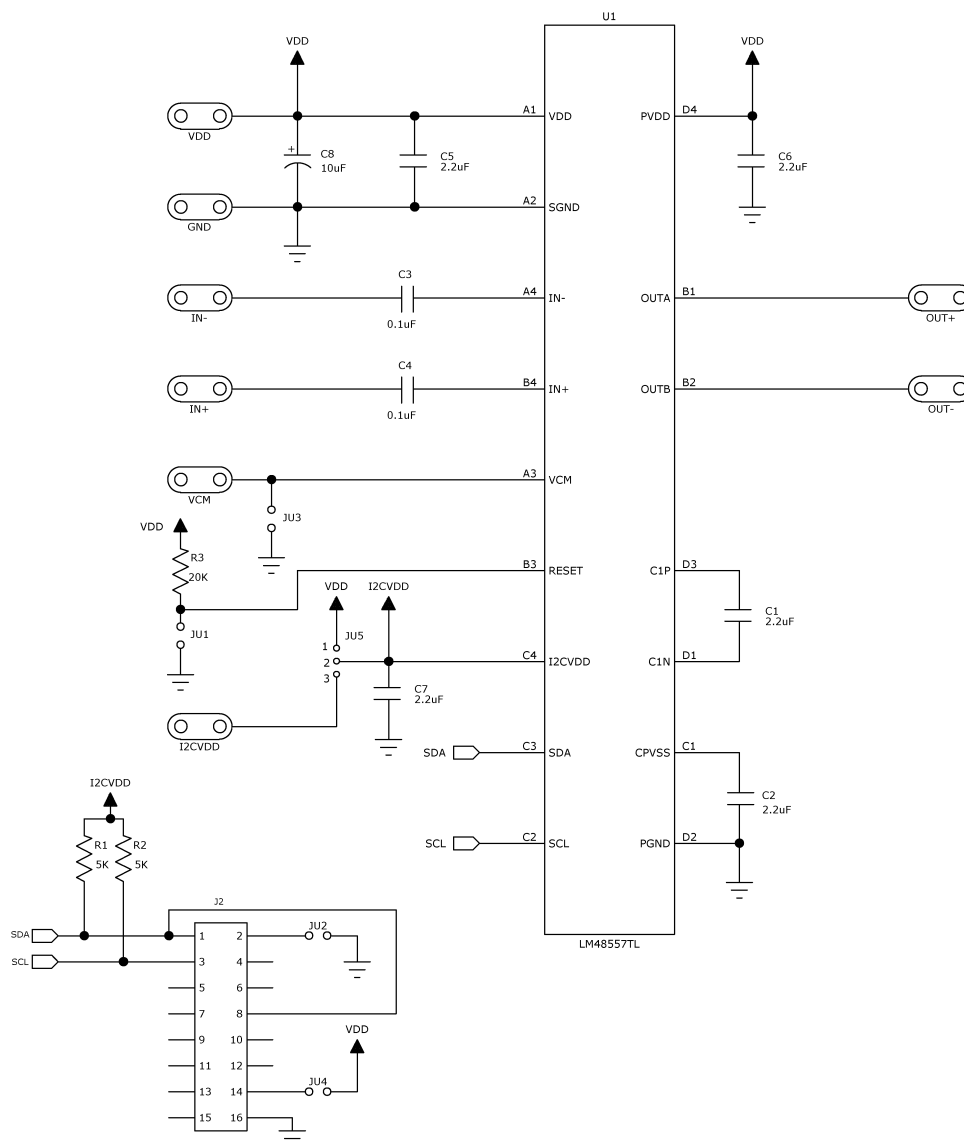 U1
VDD
VDD
A1
VDD
PVDD
D4
VDD
+
C8
10uF
C5
2.2uF
C6
2.2uF
A2
SGND
GND
C3
A4
IN-
OUTA
B1
IN-
0.1uF
OUT+
C4
B4
IN+
OUTB
B2
IN+
0.1uF
OUT-
A3
VCM
VCM
JU3
VDD
R3
20K
B3
RESET
C1P
D3
VDD
I2CVDD
C1
2.2uF
JU1
JU5
1
2
3
C4
I2CVDD
C1N
D1
C7
2.2uF
I2CVDD
SDA
C3
SDA
CPVSS
C1
I2CVDD
C2
2.2uF
R1
5K
R2
5K
SCL
C2
SCL
PGND
D2
J2
JU2
SDA
1
2
LM48557TL
SCL
3
4
5
6
7
8
VDD
9
10
11
12
JU4
13
14
15
16